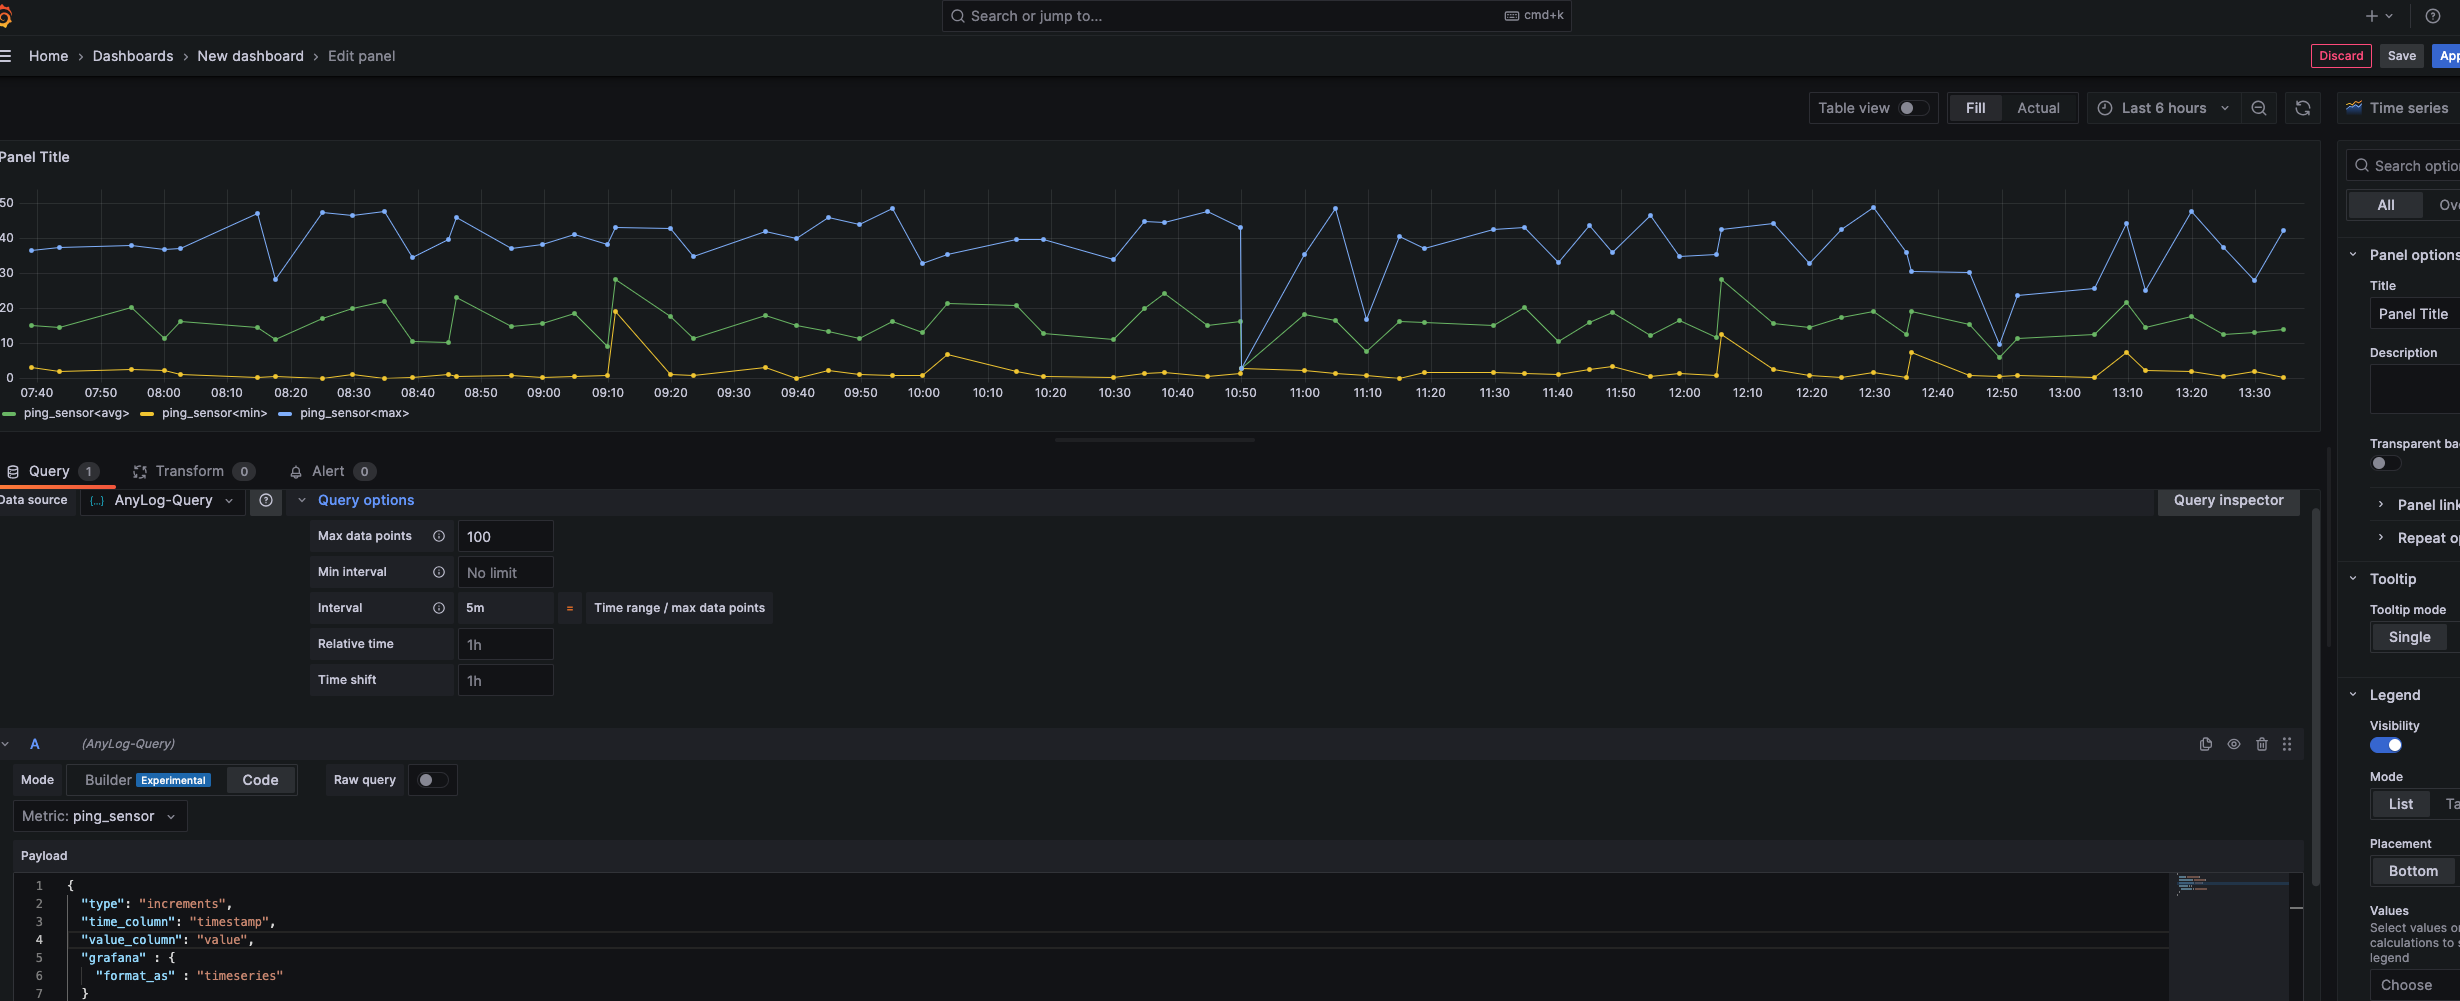 Search or jump to...
cmd+k
Home › Dashboards › New dashboard › Edit panel
Discard
Save
App
Table view
Fill
Actual
Last 6 hours
Time series
Panel Title
50
40
30
20
10
0
07:40 07:50 08:00 08:10 08:20 08:30 08:40 08:50 09:00 09:10 09:20 09:30 09:40 09:50 10:00 10:10 10:20 10:30 10:40 10:50 11:00 11:10 11:20 11:30 11:40 11:50 12:00 12:10 12:20 12:30 12:40 12:50 13:00 13:10 13:20 13:30
ping_sensor<avg> ping_sensor<min> ping_sensor<max>
Query 1
Transform 0
Alert 0
Data source
{...} AnyLog-Query
Query options
Query inspector
Max data points
100
Min interval
No limit
Interval
5m
=
Time range / max data points
Relative time
1h
Time shift
1h
A
(AnyLog-Query)
Mode
Builder Experimental
Code
Raw query
Metric: ping_sensor
Payload
1 {
2 "type": "increments",
3 "time_column": "timestamp",
4 "value_column": "value",
5 "grafana" : {
6 "format_as" : "timeseries"
7 }
Search optio
All
Ove
Panel options
Title
Panel Title
Description
Transparent ba
Panel link
Repeat op
Tooltip
Tooltip mode
Single
Legend
Visibility
Mode
List
Ta
Placement
Bottom
Values
Select values o
calculations to s
legend
Choose